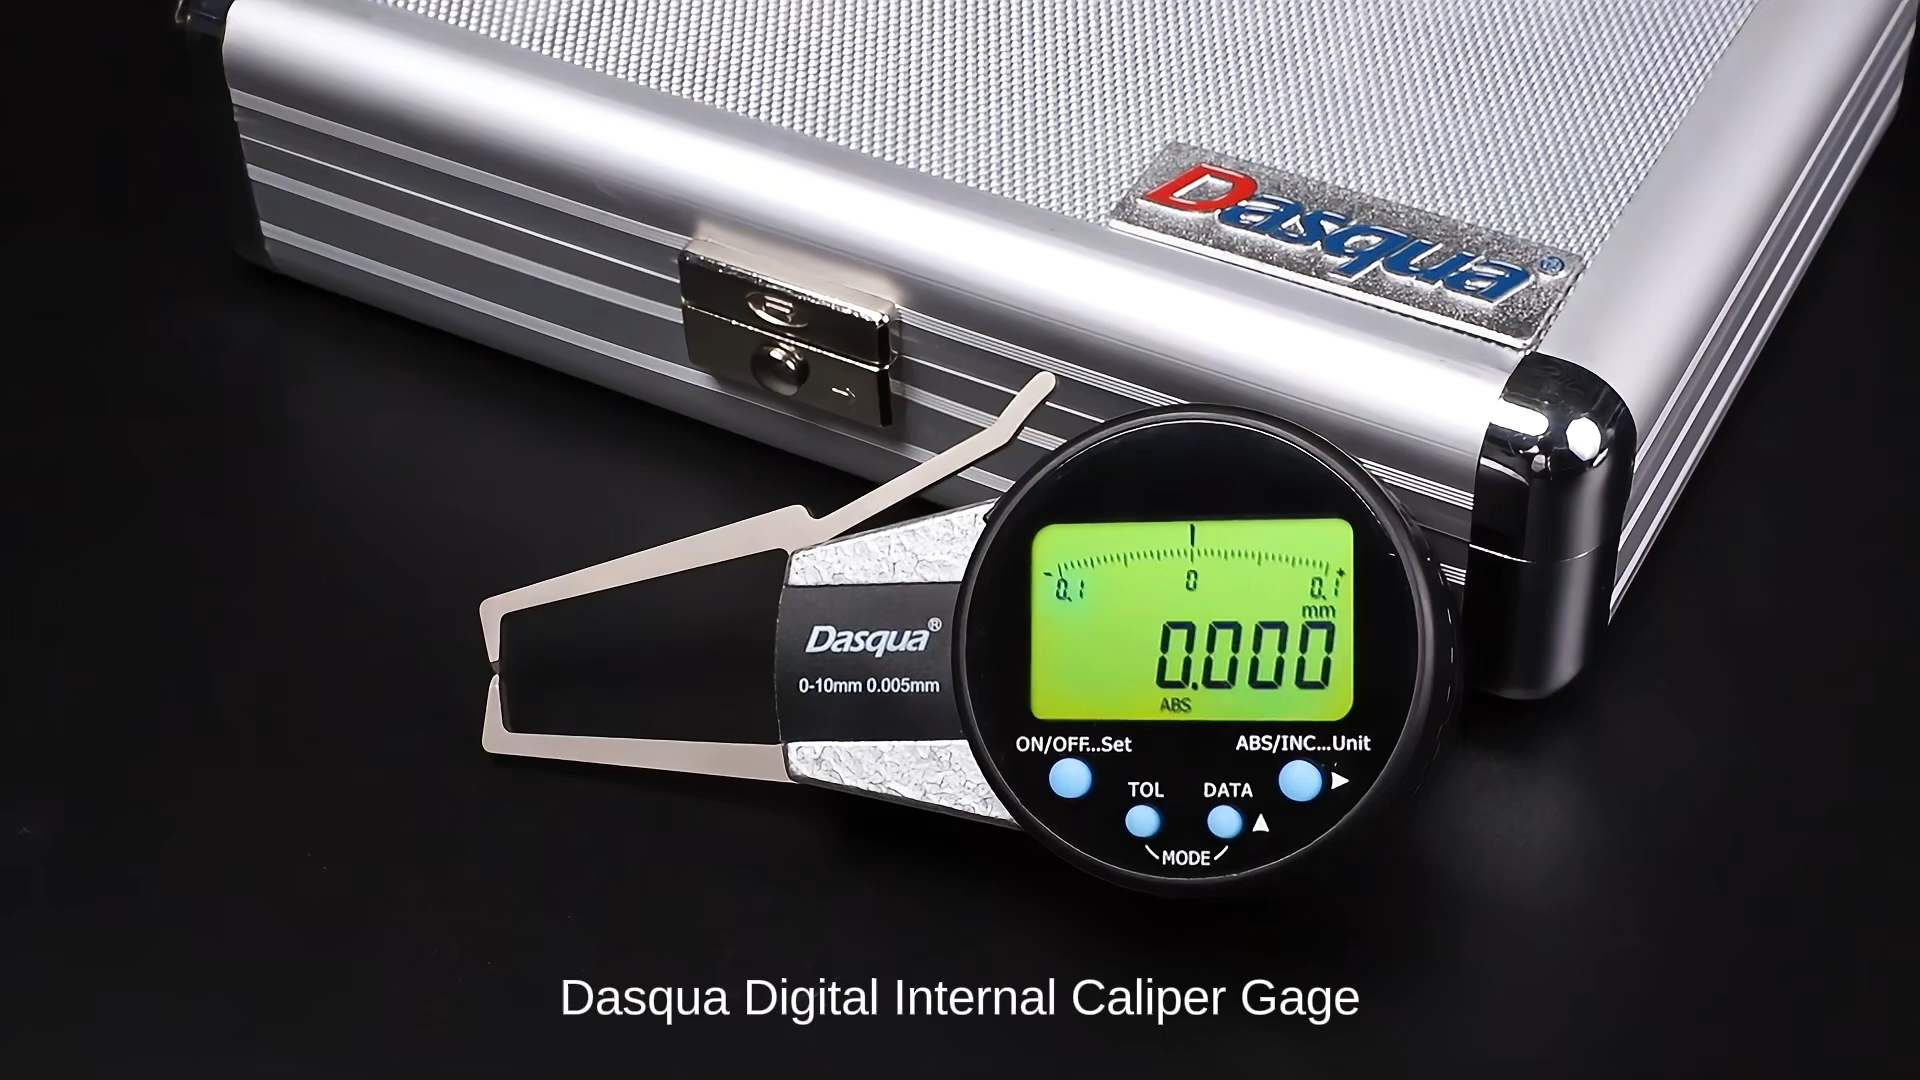 Dasqua®
Dasqua®
0-10mm 0.005mm
- +
0.1 0 0.1
mm
0.000
ABS
ON/OFF...Set ABS/INC...Unit
TOL DATA
MODE
Dasqua Digital Internal Caliper Gage